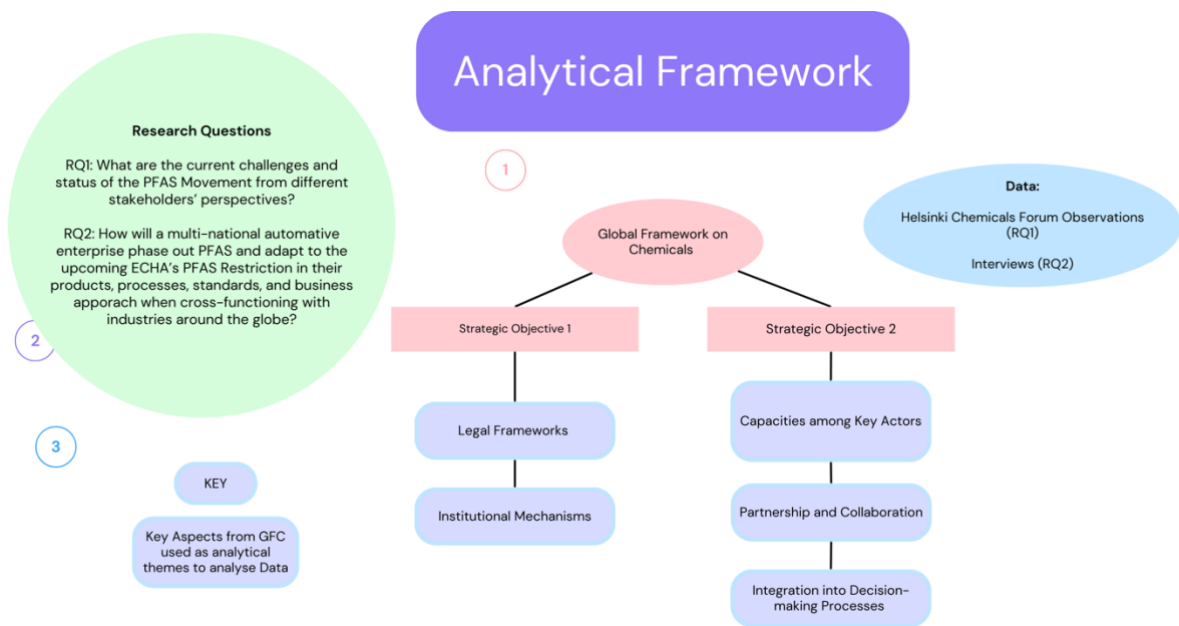 Analytical Framework
Research Questions
RQ1: What are the current challenges and
status of the PFAS Movement from different
stakeholders' perspectives?
RQ2: How will a multi-national automative
enterprise phase out PFAS and adapt to the
upcoming ECHA's PFAS Restriction in their
products, processes, standards, and business
apporach when cross-functioning with
industries around the globe?
1
Data:
Helsinki Chemicals Forum Observations
(RQ1)
Interviews (RQ2)
Global Framework on
Chemicals
2
Strategic Objective 1
Strategic Objective 2
3
Legal Frameworks
Institutional Mechanisms
Capacities among Key Actors
Partnership and Collaboration
Integration into Decision-
making Processes
KEY
Key Aspects from GFC
used as analytical
themes to analyse Data